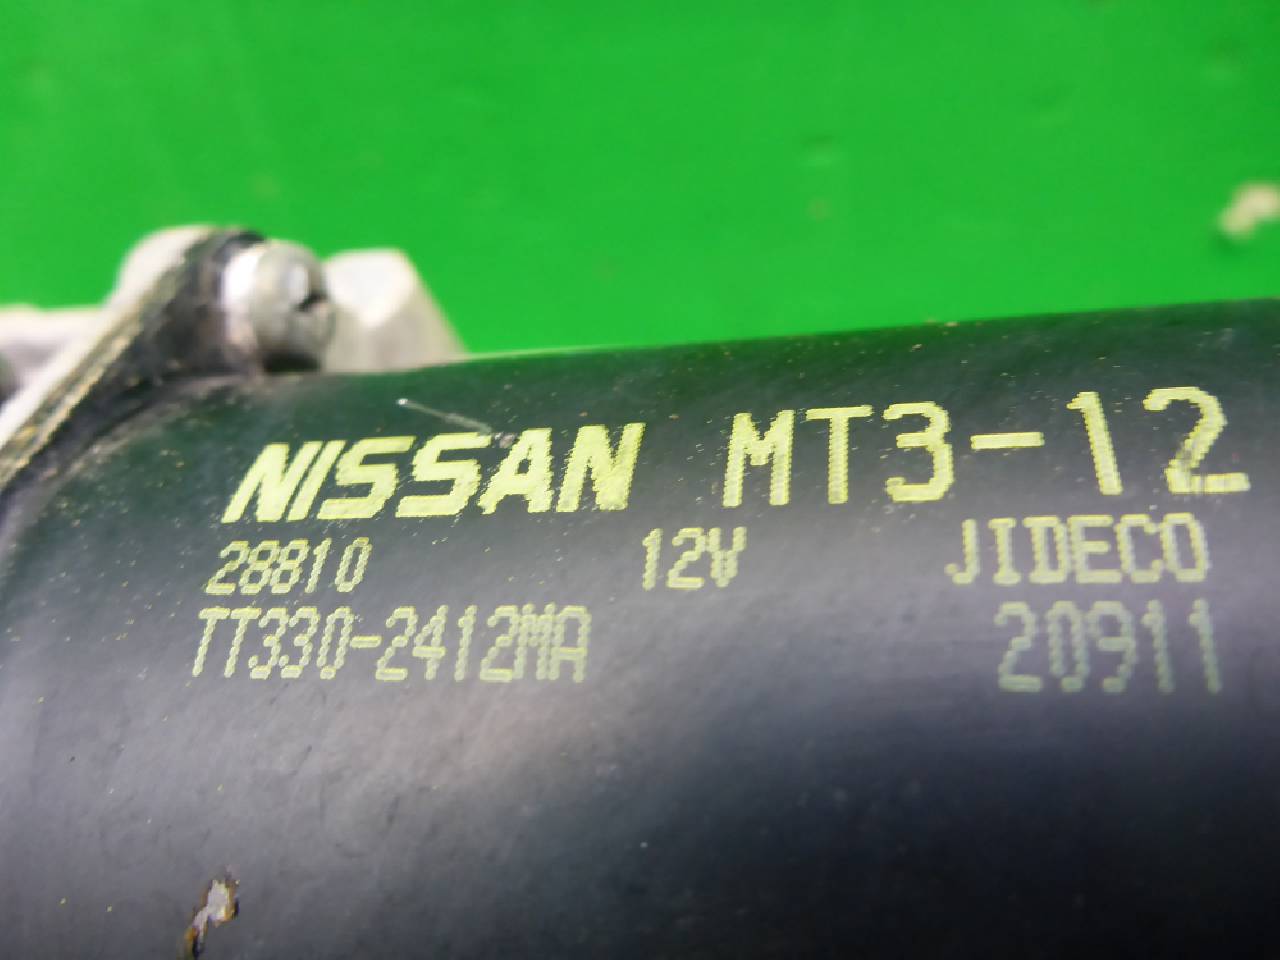 NISSAN MT3-12
28810 12V JIDECO
TT330-2412MA 20911